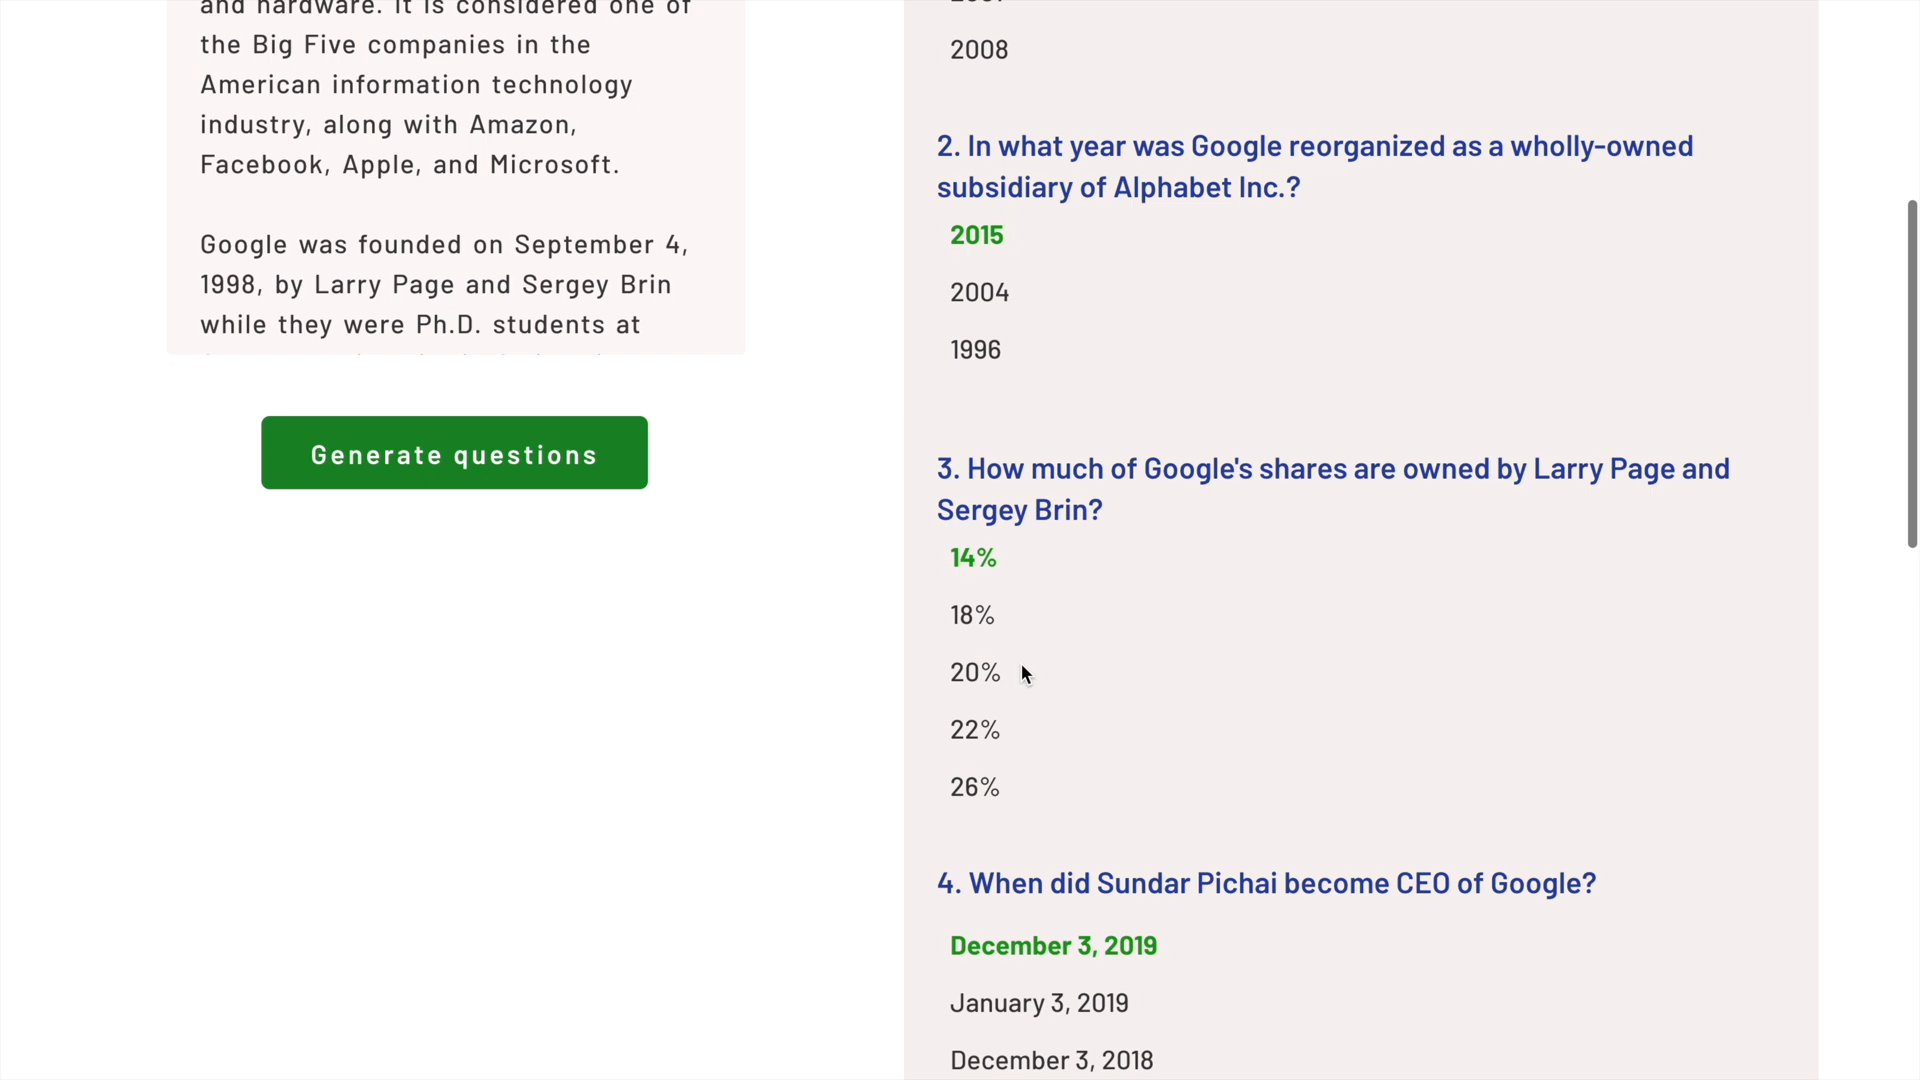 and hardware. It is considered one of
the Big Five companies in the
American information technology
industry, along with Amazon,
Facebook, Apple, and Microsoft.
Google was founded on September 4,
1998, by Larry Page and Sergey Brin
while they were Ph.D. students at
Generate questions
2008
2. In what year was Google reorganized as a wholly-owned
subsidiary of Alphabet Inc.?
2015
2004
1996
3. How much of Google's shares are owned by Larry Page and
Sergey Brin?
14%
18%
20%
22%
26%
4. When did Sundar Pichai become CEO of Google?
December 3, 2019
January 3, 2019
December 3, 2018